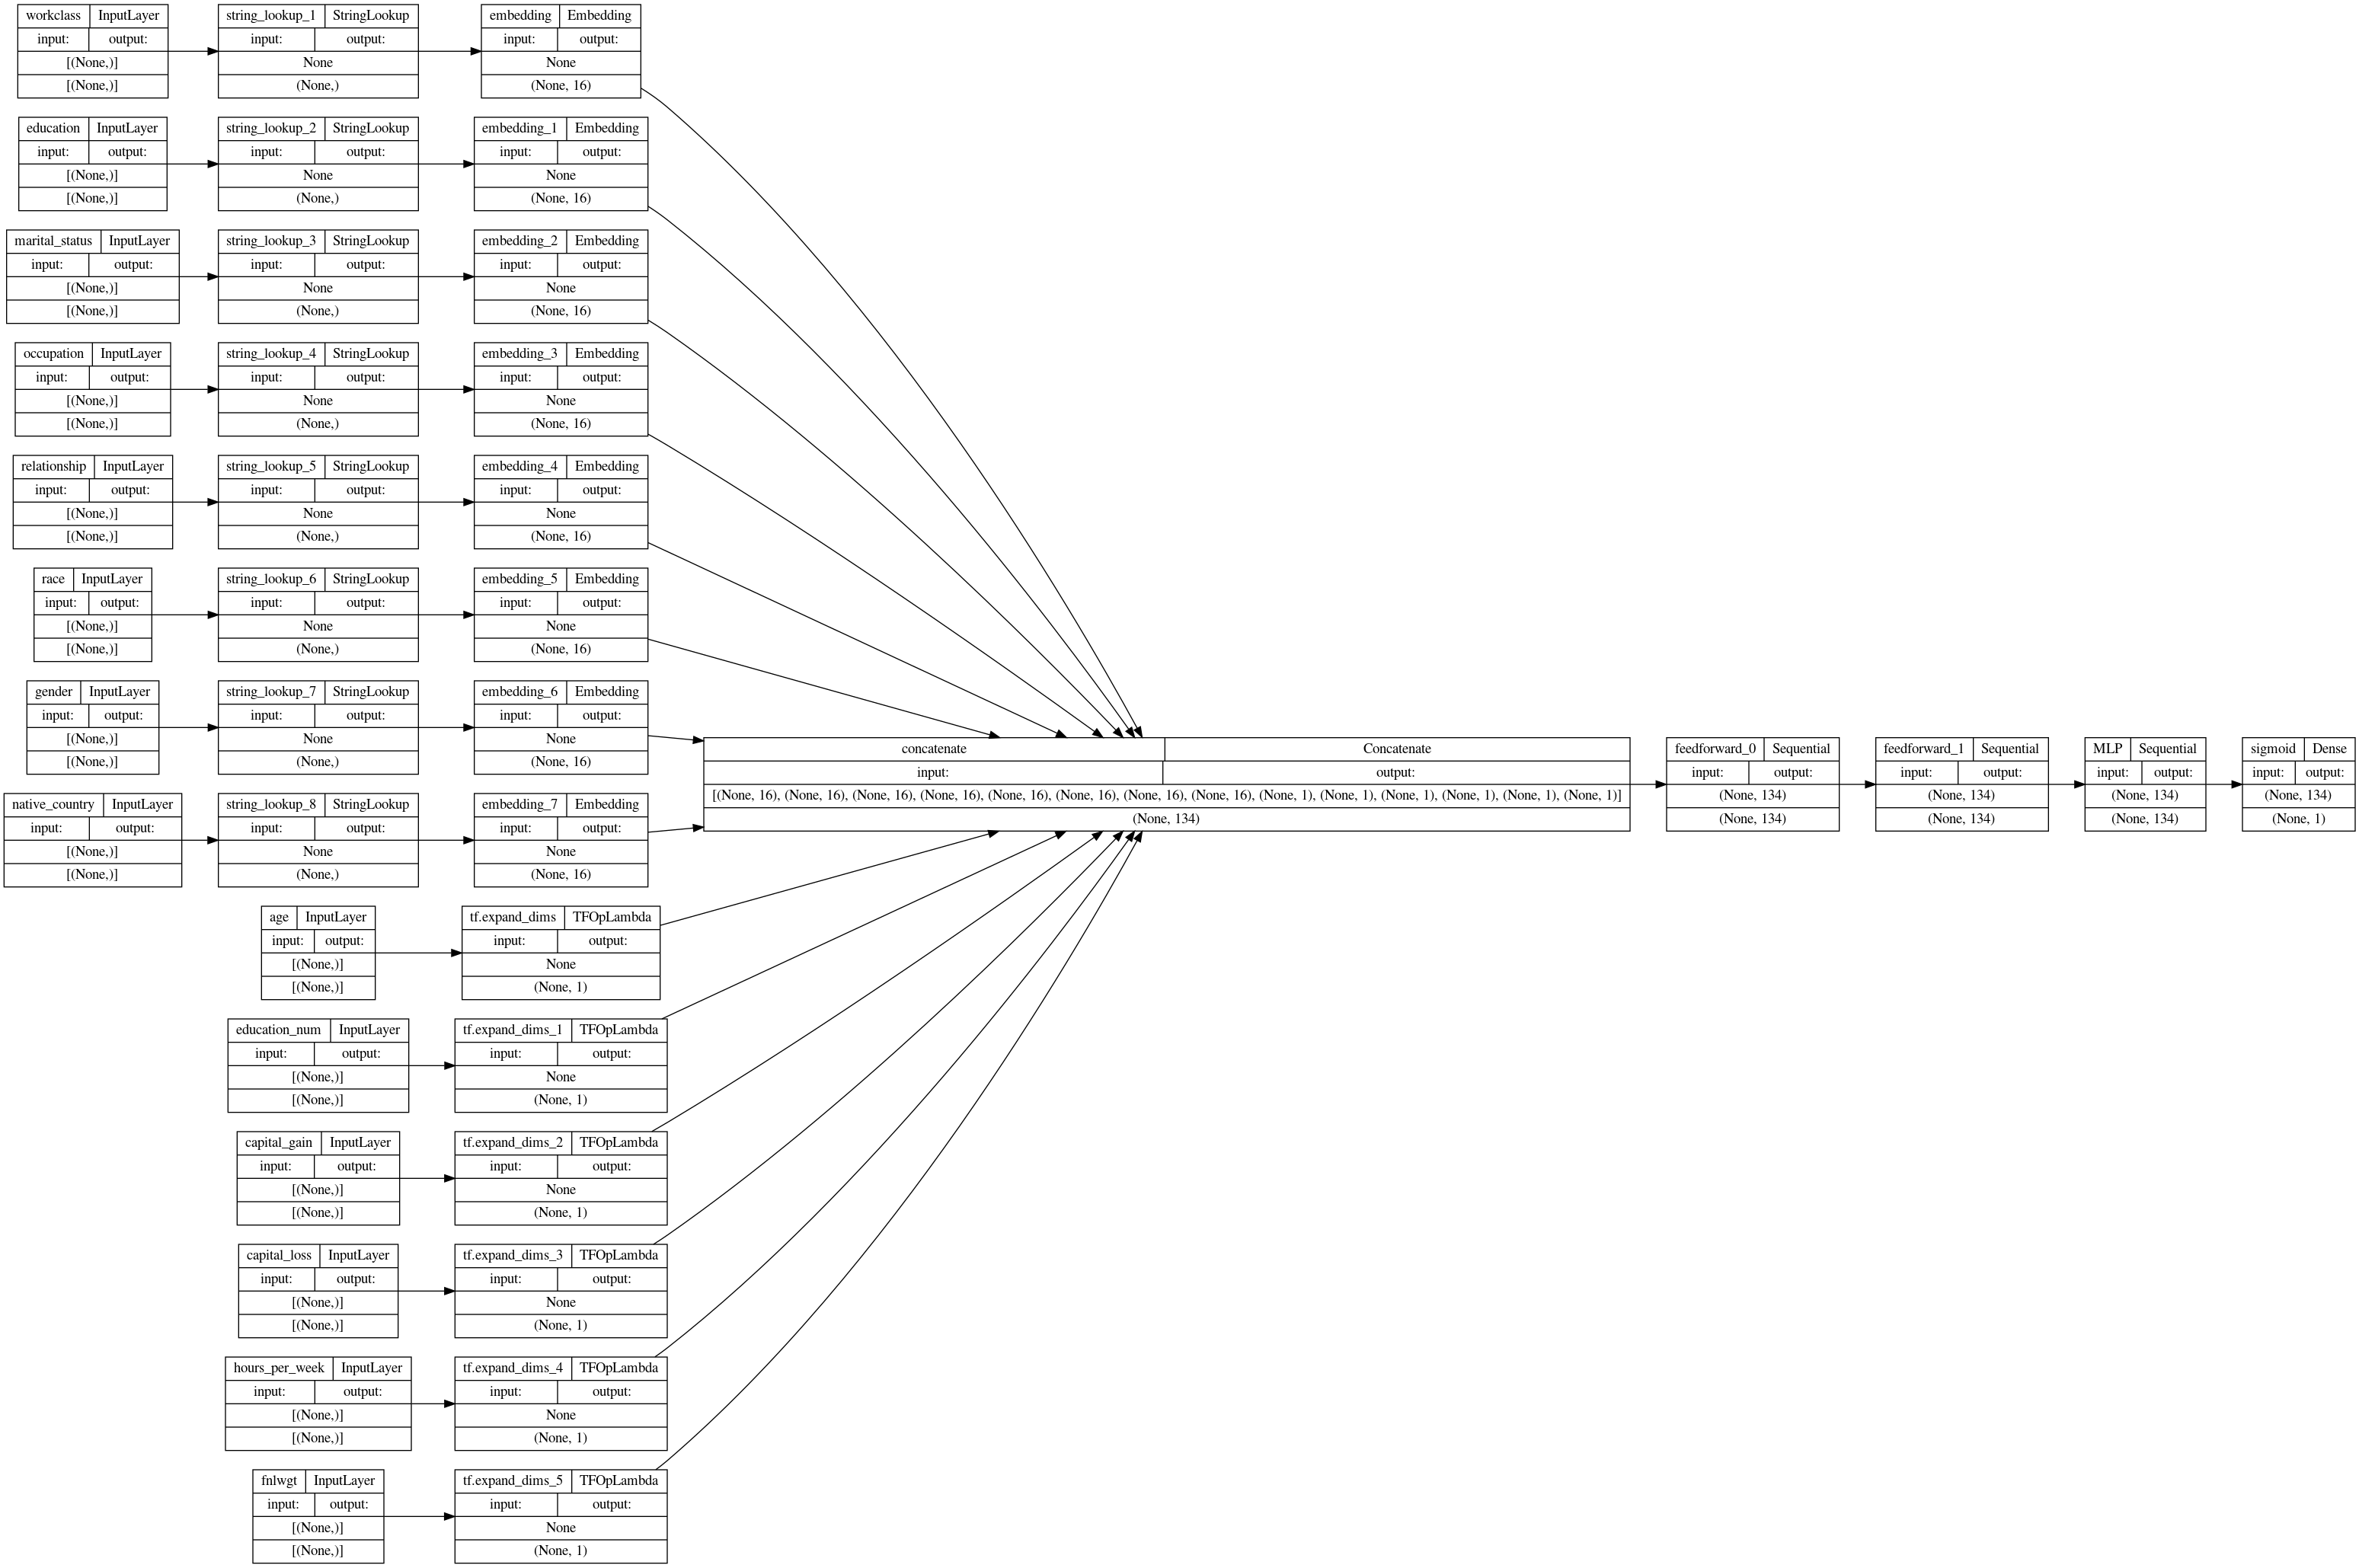 workclass InputLayer
input: output:
[(None,)]
[(None,)]
string_lookup_1 StringLookup
input: output:
None
(None,)
embedding Embedding
input: output:
None
(None, 16)
education InputLayer
input: output:
[(None,)]
[(None,)]
string_lookup_2 StringLookup
input: output:
None
(None,)
embedding_1 Embedding
input: output:
None
(None, 16)
marital_status InputLayer
input: output:
[(None,)]
[(None,)]
string_lookup_3 StringLookup
input: output:
None
(None,)
embedding_2 Embedding
input: output:
None
(None, 16)
occupation InputLayer
input: output:
[(None,)]
[(None,)]
string_lookup_4 StringLookup
input: output:
None
(None,)
embedding_3 Embedding
input: output:
None
(None, 16)
relationship InputLayer
input: output:
[(None,)]
[(None,)]
string_lookup_5 StringLookup
input: output:
None
(None,)
embedding_4 Embedding
input: output:
None
(None, 16)
race InputLayer
input: output:
[(None,)]
[(None,)]
string_lookup_6 StringLookup
input: output:
None
(None,)
embedding_5 Embedding
input: output:
None
(None, 16)
gender InputLayer
input: output:
[(None,)]
[(None,)]
string_lookup_7 StringLookup
input: output:
None
(None,)
embedding_6 Embedding
input: output:
None
(None, 16)
native_country InputLayer
input: output:
[(None,)]
[(None,)]
string_lookup_8 StringLookup
input: output:
None
(None,)
embedding_7 Embedding
input: output:
None
(None, 16)
age InputLayer
input: output:
[(None,)]
[(None,)]
tf.expand_dims TFOpLambda
input: output:
None
(None, 1)
education_num InputLayer
input: output:
[(None,)]
[(None,)]
tf.expand_dims_1 TFOpLambda
input: output:
None
(None, 1)
capital_gain InputLayer
input: output:
[(None,)]
[(None,)]
tf.expand_dims_2 TFOpLambda
input: output:
None
(None, 1)
capital_loss InputLayer
input: output:
[(None,)]
[(None,)]
tf.expand_dims_3 TFOpLambda
input: output:
None
(None, 1)
hours_per_week InputLayer
input: output:
[(None,)]
[(None,)]
tf.expand_dims_4 TFOpLambda
input: output:
None
(None, 1)
fnlwgt InputLayer
input: output:
[(None,)]
[(None,)]
tf.expand_dims_5 TFOpLambda
input: output:
None
(None, 1)
concatenate Concatenate
input: output:
[(None, 16), (None, 16), (None, 16), (None, 16), (None, 16), (None, 16), (None, 16), (None, 16), (None, 1), (None, 1), (None, 1), (None, 1), (None, 1), (None, 1)]
(None, 134)
feedforward_0 Sequential
input: output:
(None, 134)
(None, 134)
feedforward_1 Sequential
input: output:
(None, 134)
(None, 134)
MLP Sequential
input: output:
(None, 134)
(None, 134)
sigmoid Dense
input: output:
(None, 134)
(None, 1)